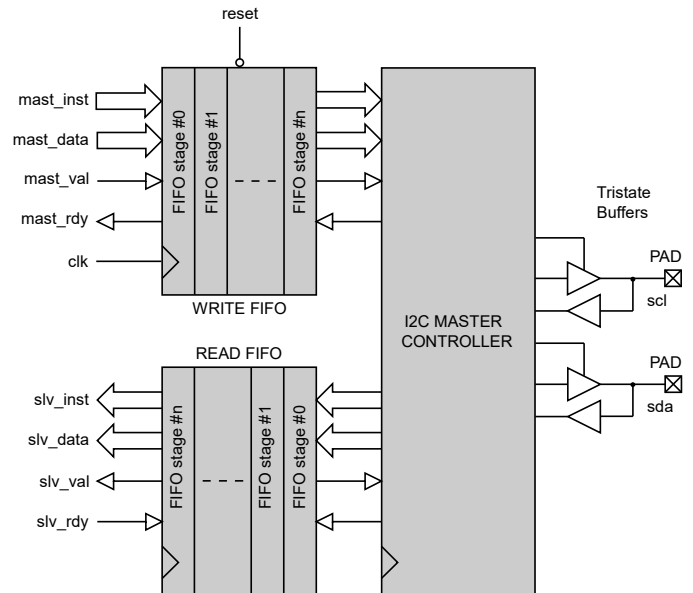 reset
mast_inst
mast_data
mast_val
mast_rdy
clk
FIFO stage #0
FIFO stage #1
FIFO stage #n
WRITE FIFO
READ FIFO
slv_inst
slv_data
slv_val
slv_rdy
FIFO stage #n
FIFO stage #1
FIFO stage #0
I2C MASTER
CONTROLLER
Tristate
Buffers
PAD
scl
PAD
sda